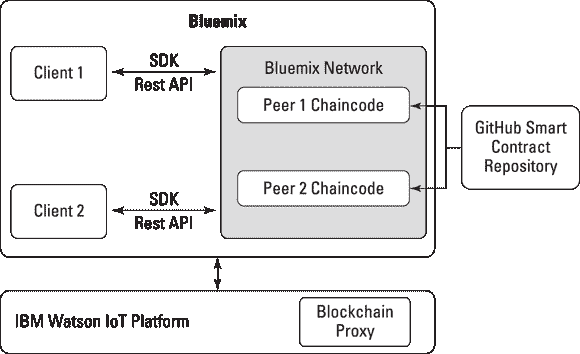 Bluemix
Client 1
SDK
Rest API
Bluemix Network
Peer 1 Chaincode
GitHub Smart
Contract
Repository
Client 2
SDK
Rest API
Peer 2 Chaincode
IBM Watson IoT Platform
Blockchain
Proxy